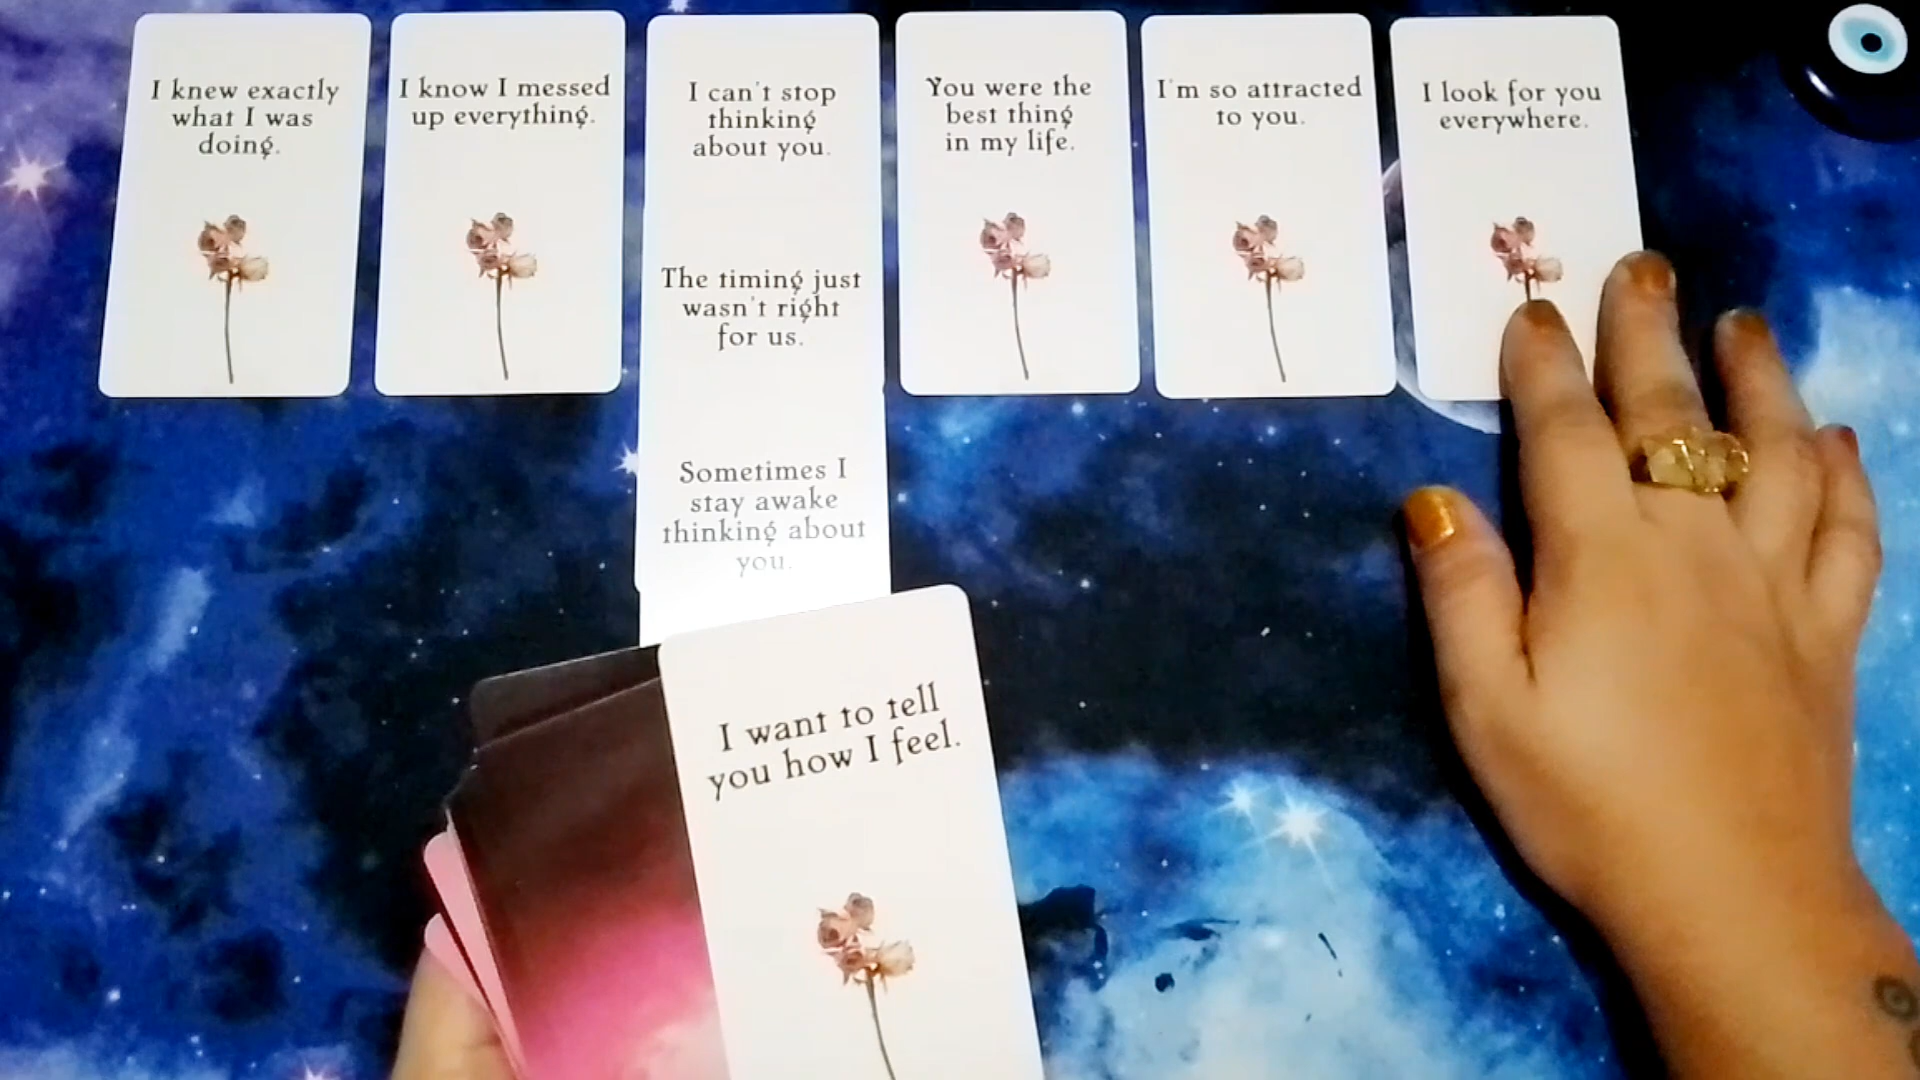 I knew exactly
what I was
doing.
I know I messed
up everything.
I can't stop
thinking
about you.
The timing just
wasn't right
for us.
Sometimes I
stay awake
thinking about
you.
You were the
best thing
in my life.
I'm so attracted
to you.
I look for you
everywhere.
I want to tell
you how I feel.